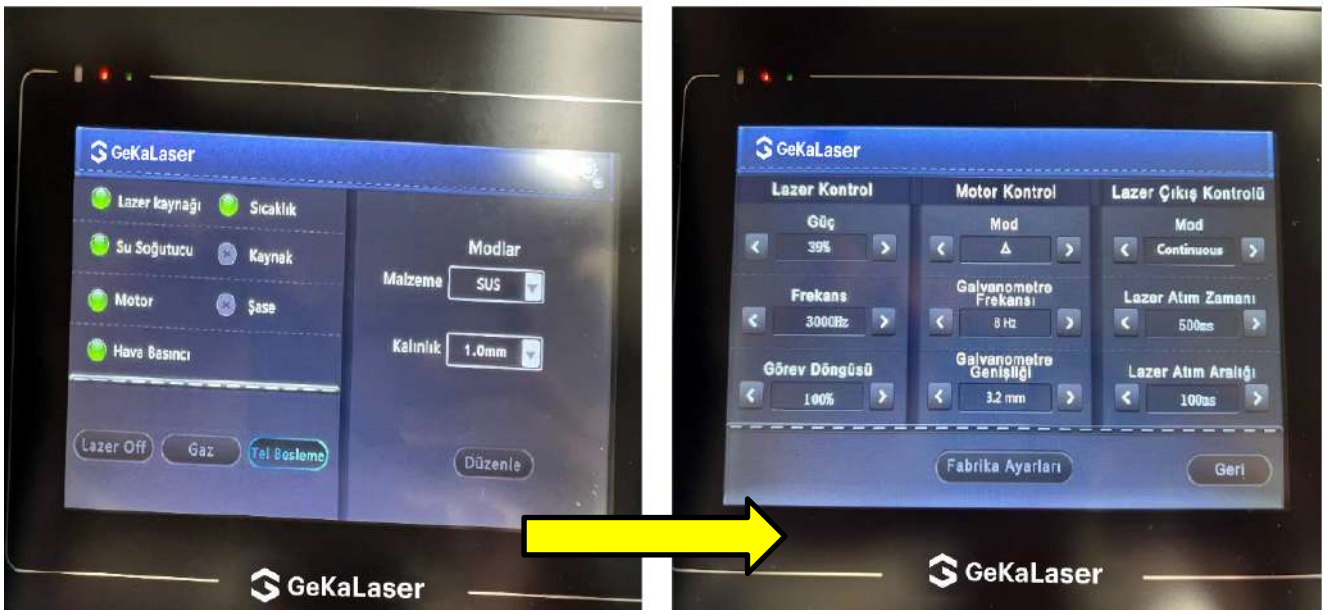 GeKaLaser
Lazer kaynağı
Sıcaklık
Su Soğutucu
Kaynak
Motor
Şase
Hava Basıncı
Modlar
Malzeme
SUS
Kalınlık
1.0mm
Lazer Off
Gaz
Tel Besleme
Düzenle
GeKaLaser
GeKaLaser
Lazer Kontrol
Motor Kontrol
Lazer Çıkış Kontrolü
Güç
Mod
Mod
39%
Δ
Continuous
Frekans
Galvanometre
Frekansı
Lazer Atım Zamanı
3000Hz
8 Hz
500ms
Görev Döngüsü
Galvanometre
Genişliği
Lazer Atım Aralığı
100%
3.2 mm
100ms
Fabrika Ayarları
Geri
GeKaLaser